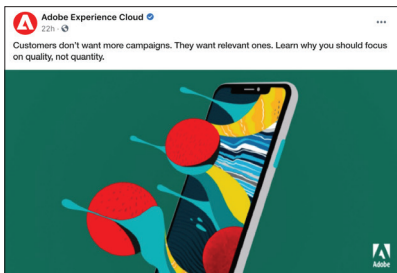 Adobe Experience Cloud
22h
Customers don't want more campaigns. They want relevant ones. Learn why you should focus
on quality, not quantity.
Adobe